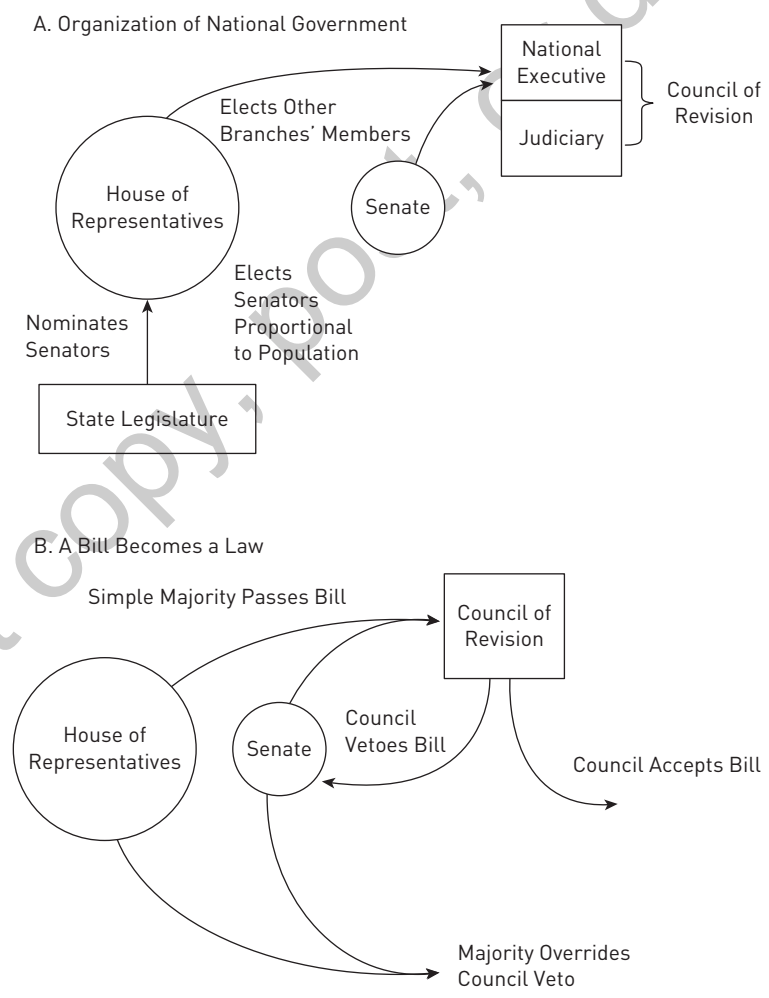 A. Organization of National Government
National
Executive
Judiciary
Council of
Revision
Elects Other
Branches’ Members
House of
Representatives
Senate
Elects
Senators
Proportional
to Population
Nominates
Senators
State Legislature
B. A Bill Becomes a Law
Simple Majority Passes Bill
Council of
Revision
House of
Representatives
Senate
Council
Vetoes Bill
Council Accepts Bill
Majority Overrides
Council Veto
copy, post,